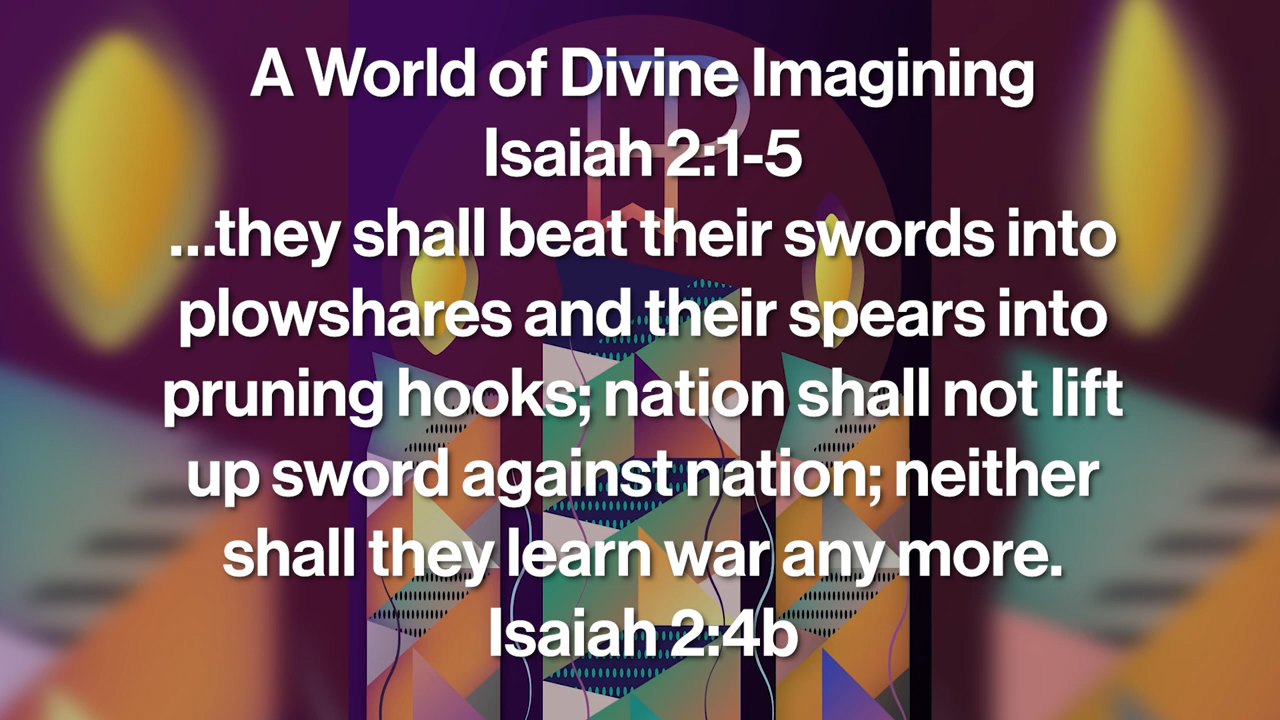 A World of Divine Imagining
Isaiah 2:1-5
...they shall beat their swords into
plowshares and their spears into
pruning hooks; nation shall not lift
up sword against nation; neither
shall they learn war any more.
Isaiah 2:4b